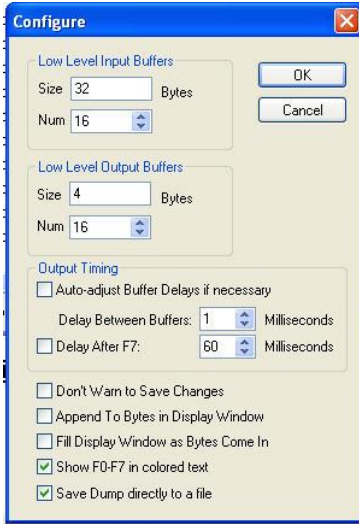 Configure
Low Level Input Buffers
Size 32 Bytes
Num 16
OK
Cancel
Low Level Output Buffers
Size 4 Bytes
Num 16
Output Timing
Auto-adjust Buffer Delays if necessary
Delay Between Buffers: 1 Milliseconds
Delay After F7: 60 Milliseconds
Don't Warn to Save Changes
Append To Bytes in Display Window
Fill Display Window as Bytes Come In
Show F0-F7 in colored text
Save Dump directly to a file